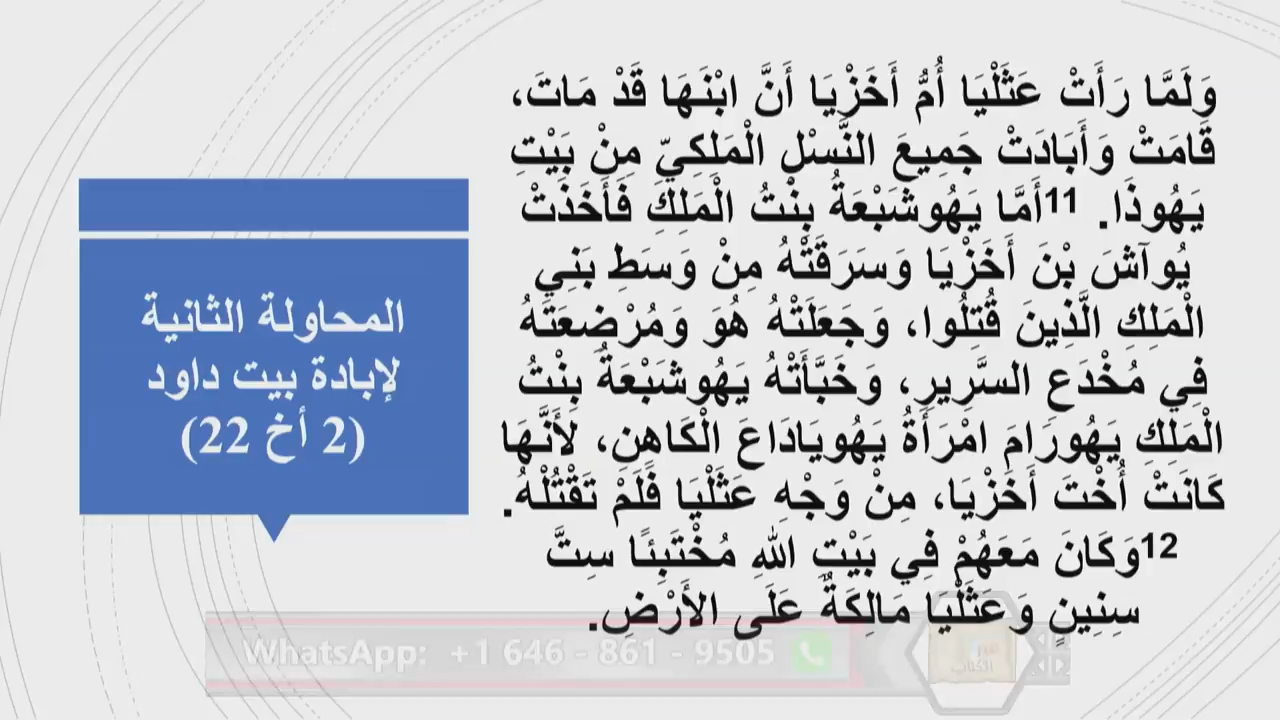 وَلَمَّا رَأَتْ عَثَلْيَا أُمُّ أَخَزْيَا أَنَّ ابْنَهَا قَدْ مَاتَ،
قَامَتْ وَأَبَادَتْ جَمِيعَ النَّسْلِ الْمَلِكِيِّ مِنْ بَيْتِ
يَهُوذَا. 11أَمَّا يَهُوشَبْعَةُ بِنْتُ الْمَلِكِ فَأَخَذَتْ
يُوآشَ بْنَ أَخَزْيَا وَسَرَقَتْهُ مِنْ وَسَطِ بَنِي
الْمَلِكِ الَّذِينَ قُتِلُوا، وَجَعَلَتْهُ هُوَ وَمُرْضِعَتَهُ
فِي مُخْدَعِ السَّرِيرِ، وَخَبَّأَتْهُ يَهُوشَبْعَةُ بِنْتُ
الْمَلِكِ يَهُورَامَ امْرَأَةُ يَهُويَادَاعَ الْكَاهِنِ، لأَنَّهَا
كَانَتْ أُخْتَ أَخَزْيَا، مِنْ وَجْهِ عَثَلْيَا فَلَمْ تَقْتُلْهُ.
12وَكَانَ مَعَهُمْ فِي بَيْتِ اللهِ مُخْتَبِئًا سِتَّ
سِنِينٍ وَعَثَلْيَا مَالِكَةٌ عَلَى الأَرْضِ.
المحاولة الثانية
لإبادة بيت داود
(2 أخ 22)
WhatsApp: +1 646 - 861 - 9505
الكتاب